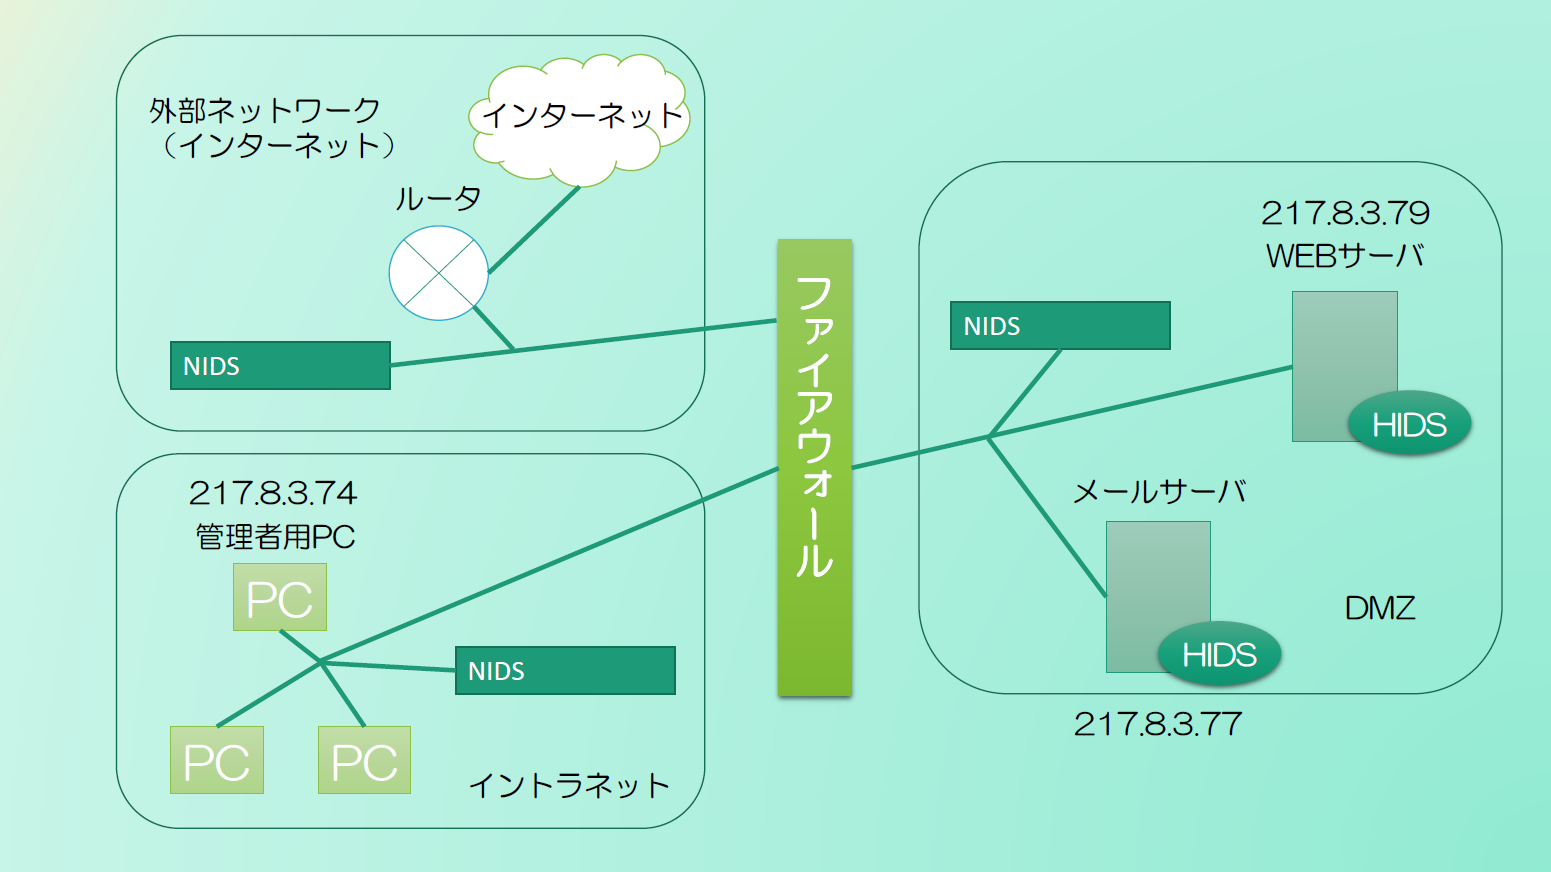 外部ネットワーク
（インターネット）
インターネット
ルータ
NIDS
ファイアウォール
217.8.3.74
管理者用PC
PC
NIDS
PC
PC
イントラネット
217.8.3.79
WEBサーバ
NIDS
HIDS
メールサーバ
HIDS
DMZ
217.8.3.77